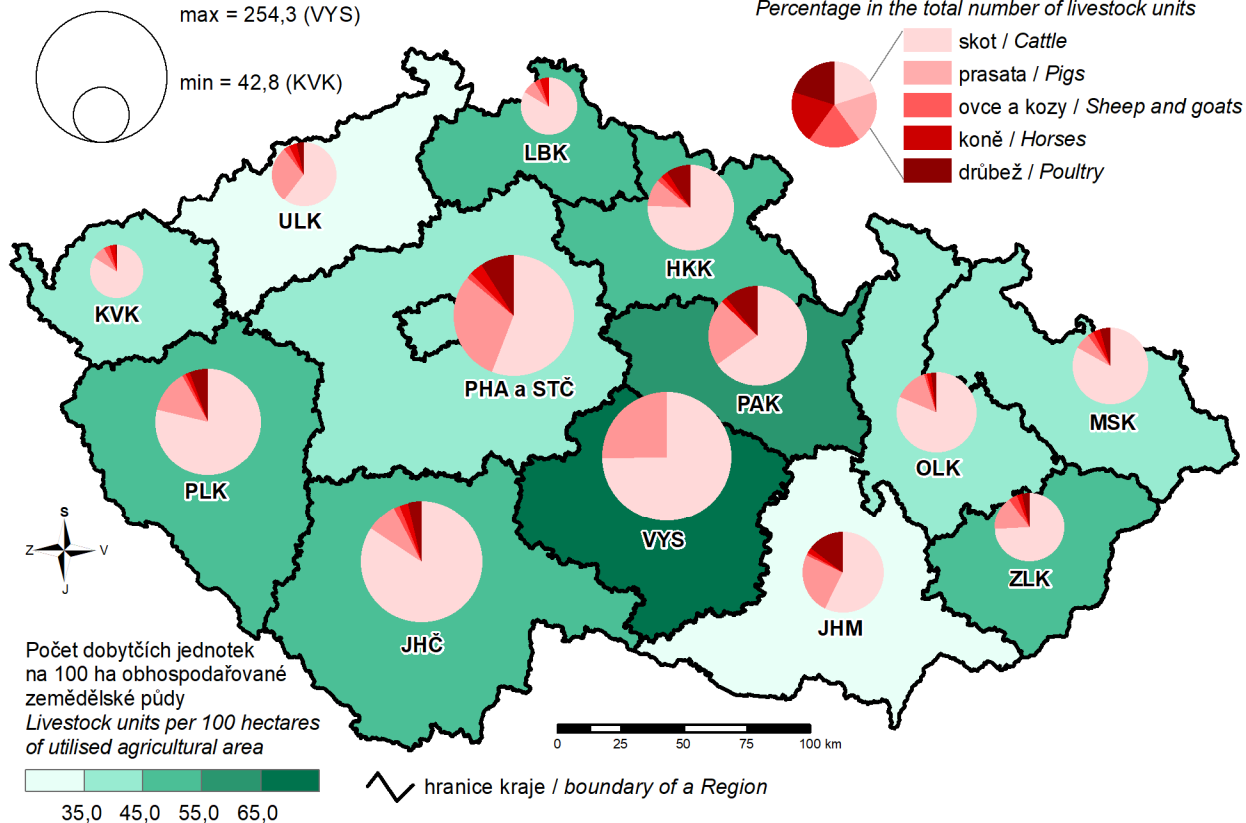 max = 254,3 (VYS)
min = 42,8 (KVK)
Percentage in the total number of livestock units
skot / Cattle
prasata / Pigs
ovce a kozy / Sheep and goats
koně / Horses
drůbež / Poultry
LBK
ULK
HKK
KVK
PHA a STČ
PAK
MSK
OLK
PLK
VYS
ZLK
JHM
JHČ
S
Z
V
J
Počet dobytčích jednotek
na 100 ha obhospodařované
zemědělské půdy
Livestock units per 100 hectares
of utilised agricultural area
35,0 45,0 55,0 65,0
0 25 50 75 100 km
hranice kraje / boundary of a Region